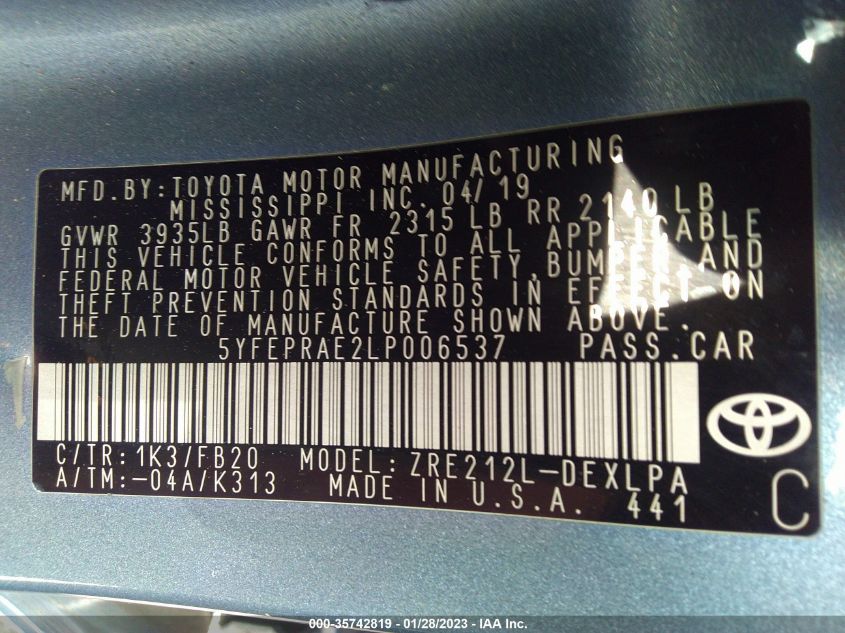 MFD.BY:TOYOTA MOTOR MANUFACTURING
MISSISSIPPI INC. 04/19
GVWR 3935LB GAWR FR 2315 LB RR 2140 LB
THIS VEHICLE CONFORMS TO ALL APPLICABLE
FEDERAL MOTOR VEHICLE SAFETY,BUMPER,AND
THEFT PREVENTION STANDARDS IN EFFECT ON
THE DATE OF MANUFACTURE SHOWN ABOVE.
5YFEPRAE2LP006537 PASS.CAR
C/TR:1K3/FB20 MODEL: ZRE212L-DEXLPA
A/TM:-04A/K313 MADE IN U.S.A. 441
C
000-35742819 / 01/28/2023 - IAA Inc.